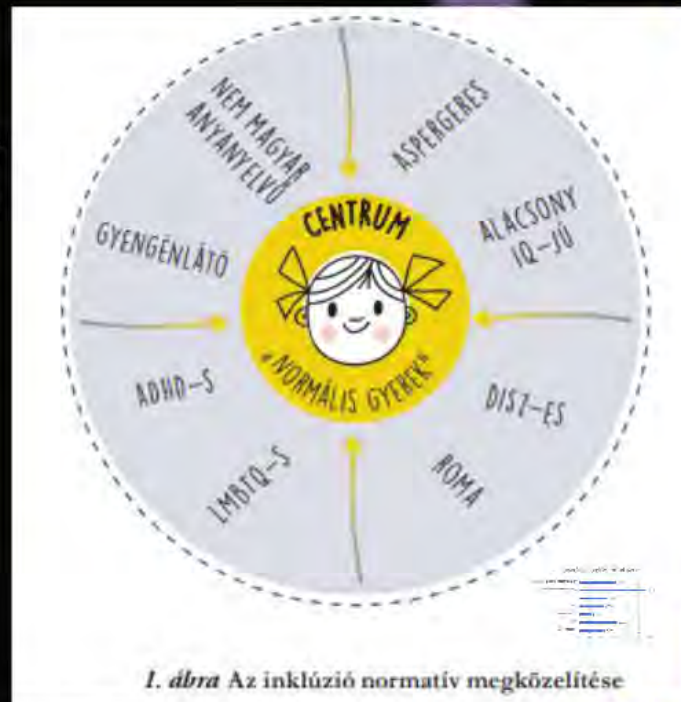 NEM MAGYAR
ANYANYELVŰ
ASPERGERES
ALACSONY
IQ-JÚ
DISZ-ES
ROMA
LMBTQ-S
ADHD-S
GYENGÉNLÁTÓ
CENTRUM
„NORMÁLIS GYEREK"
1. ábra Az inklúzió normatív megközelítése